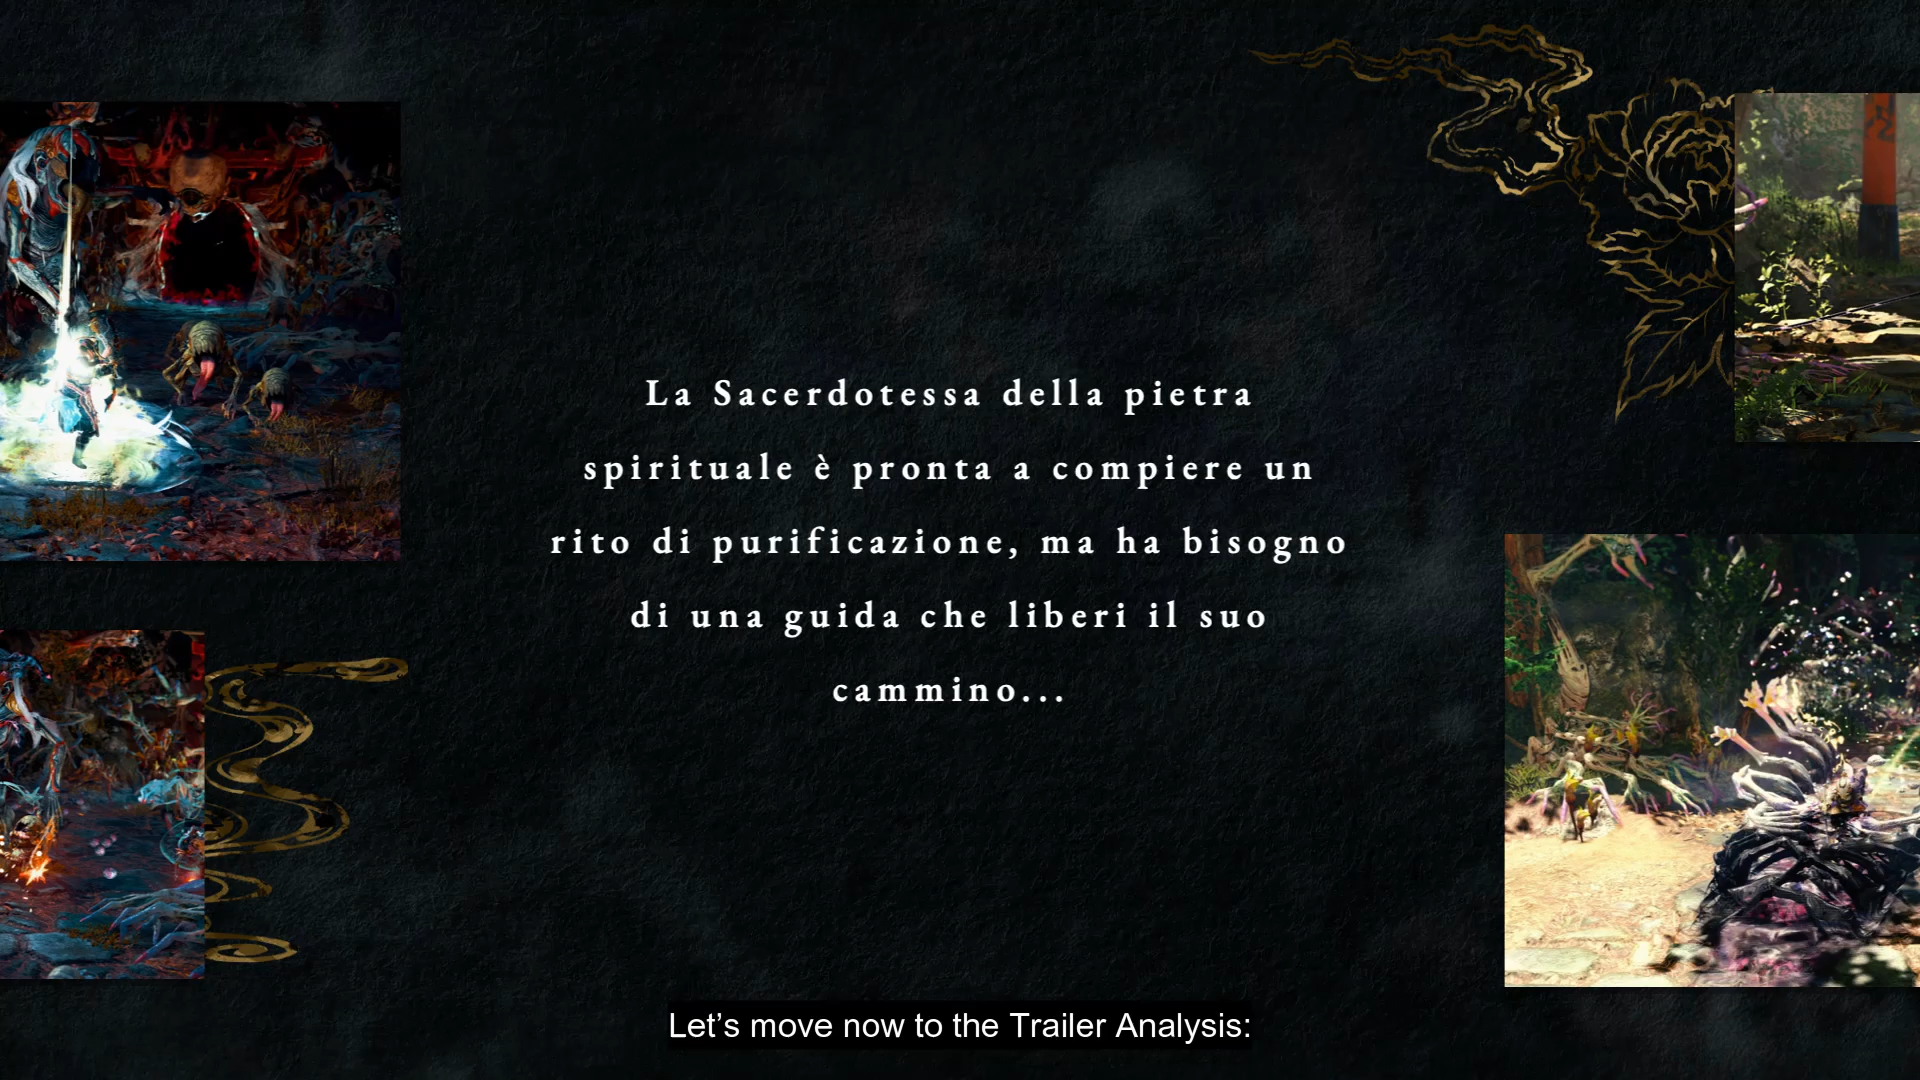 La Sacerdotessa della pietra
spirituale è pronta a compiere un
rito di purificazione, ma ha bisogno
di una guida che liberi il suo
cammino...
Let’s move now to the Trailer Analysis: